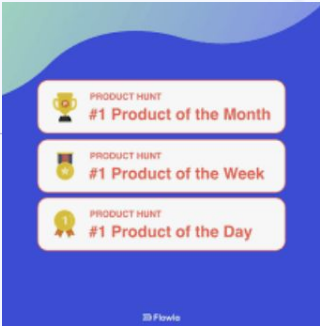 PRODUCT HUNT
#1 Product of the Month
PRODUCT HUNT
#1 Product of the Week
1
PRODUCT HUNT
#1 Product of the Day
Flowla